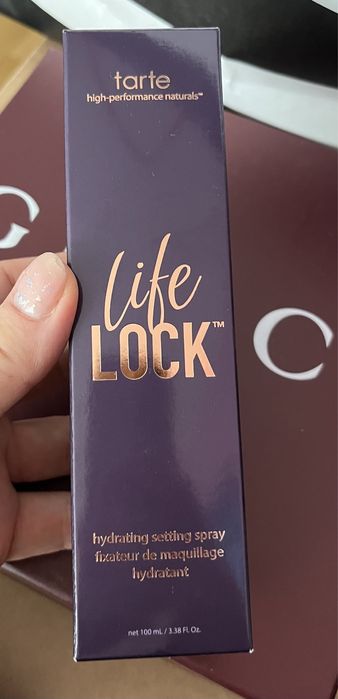 tarte
high-performance naturals™
life
LOCK™
hydrating setting spray
fixateur de maquillage
hydratant
net 100 mL / 3.38 Fl. Oz.
C
C